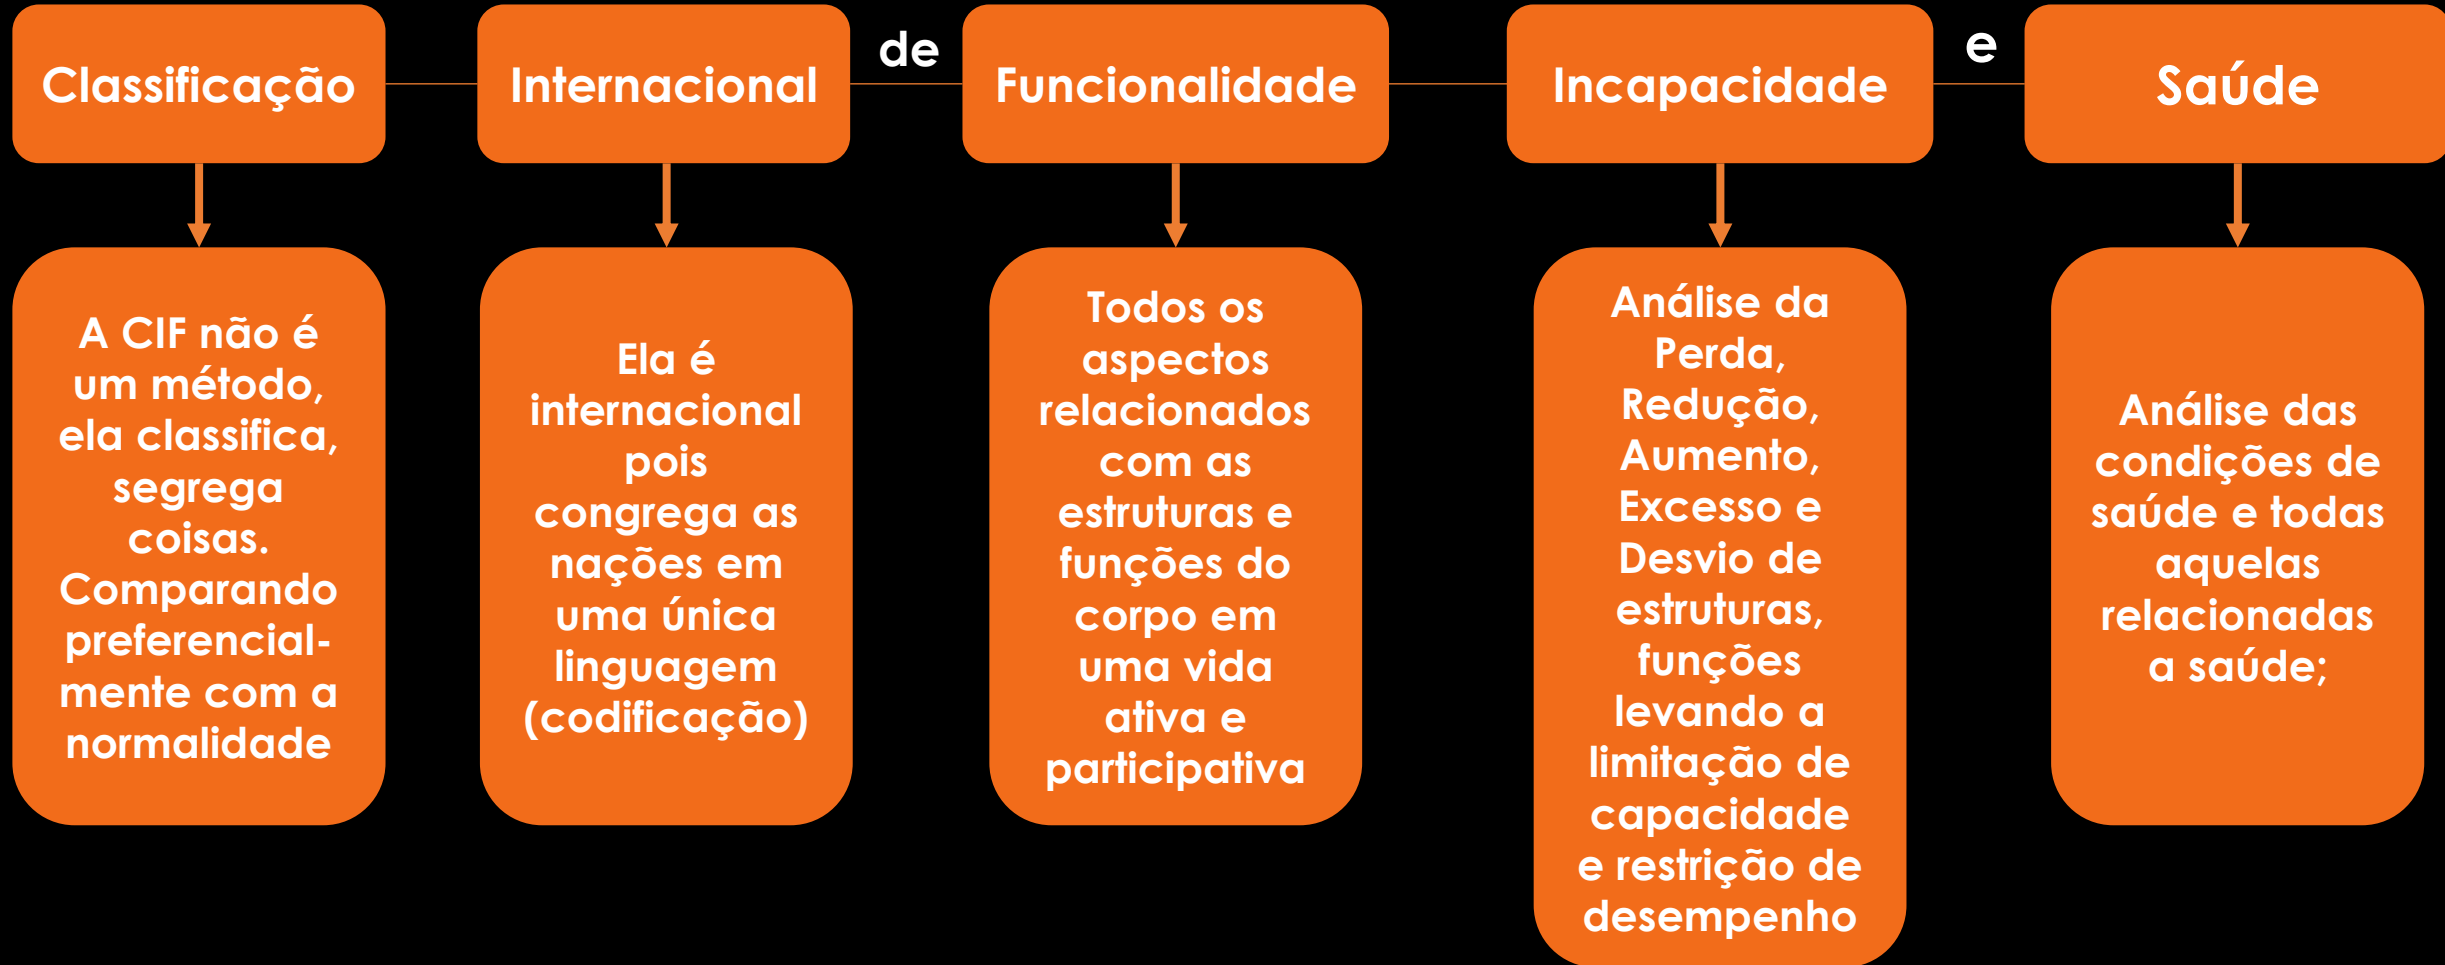 Classificação
Internacional
de
Funcionalidade
Incapacidade
e
Saúde
A CIF não é
um método,
ela classifica,
segrega
coisas.
Comparando
preferencial-
mente com a
normalidade
Ela é
internacional
pois
congrega as
nações em
uma única
linguagem
(codificação)
Todos os
aspectos
relacionados
com as
estruturas e
funções do
corpo em
uma vida
ativa e
participativa
Análise da
Perda,
Redução,
Aumento,
Excesso e
Desvio de
estruturas,
funções
levando a
limitação de
capacidade
e restrição de
desempenho
Análise das
condições de
saúde e todas
aquelas
relacionadas
a saúde;